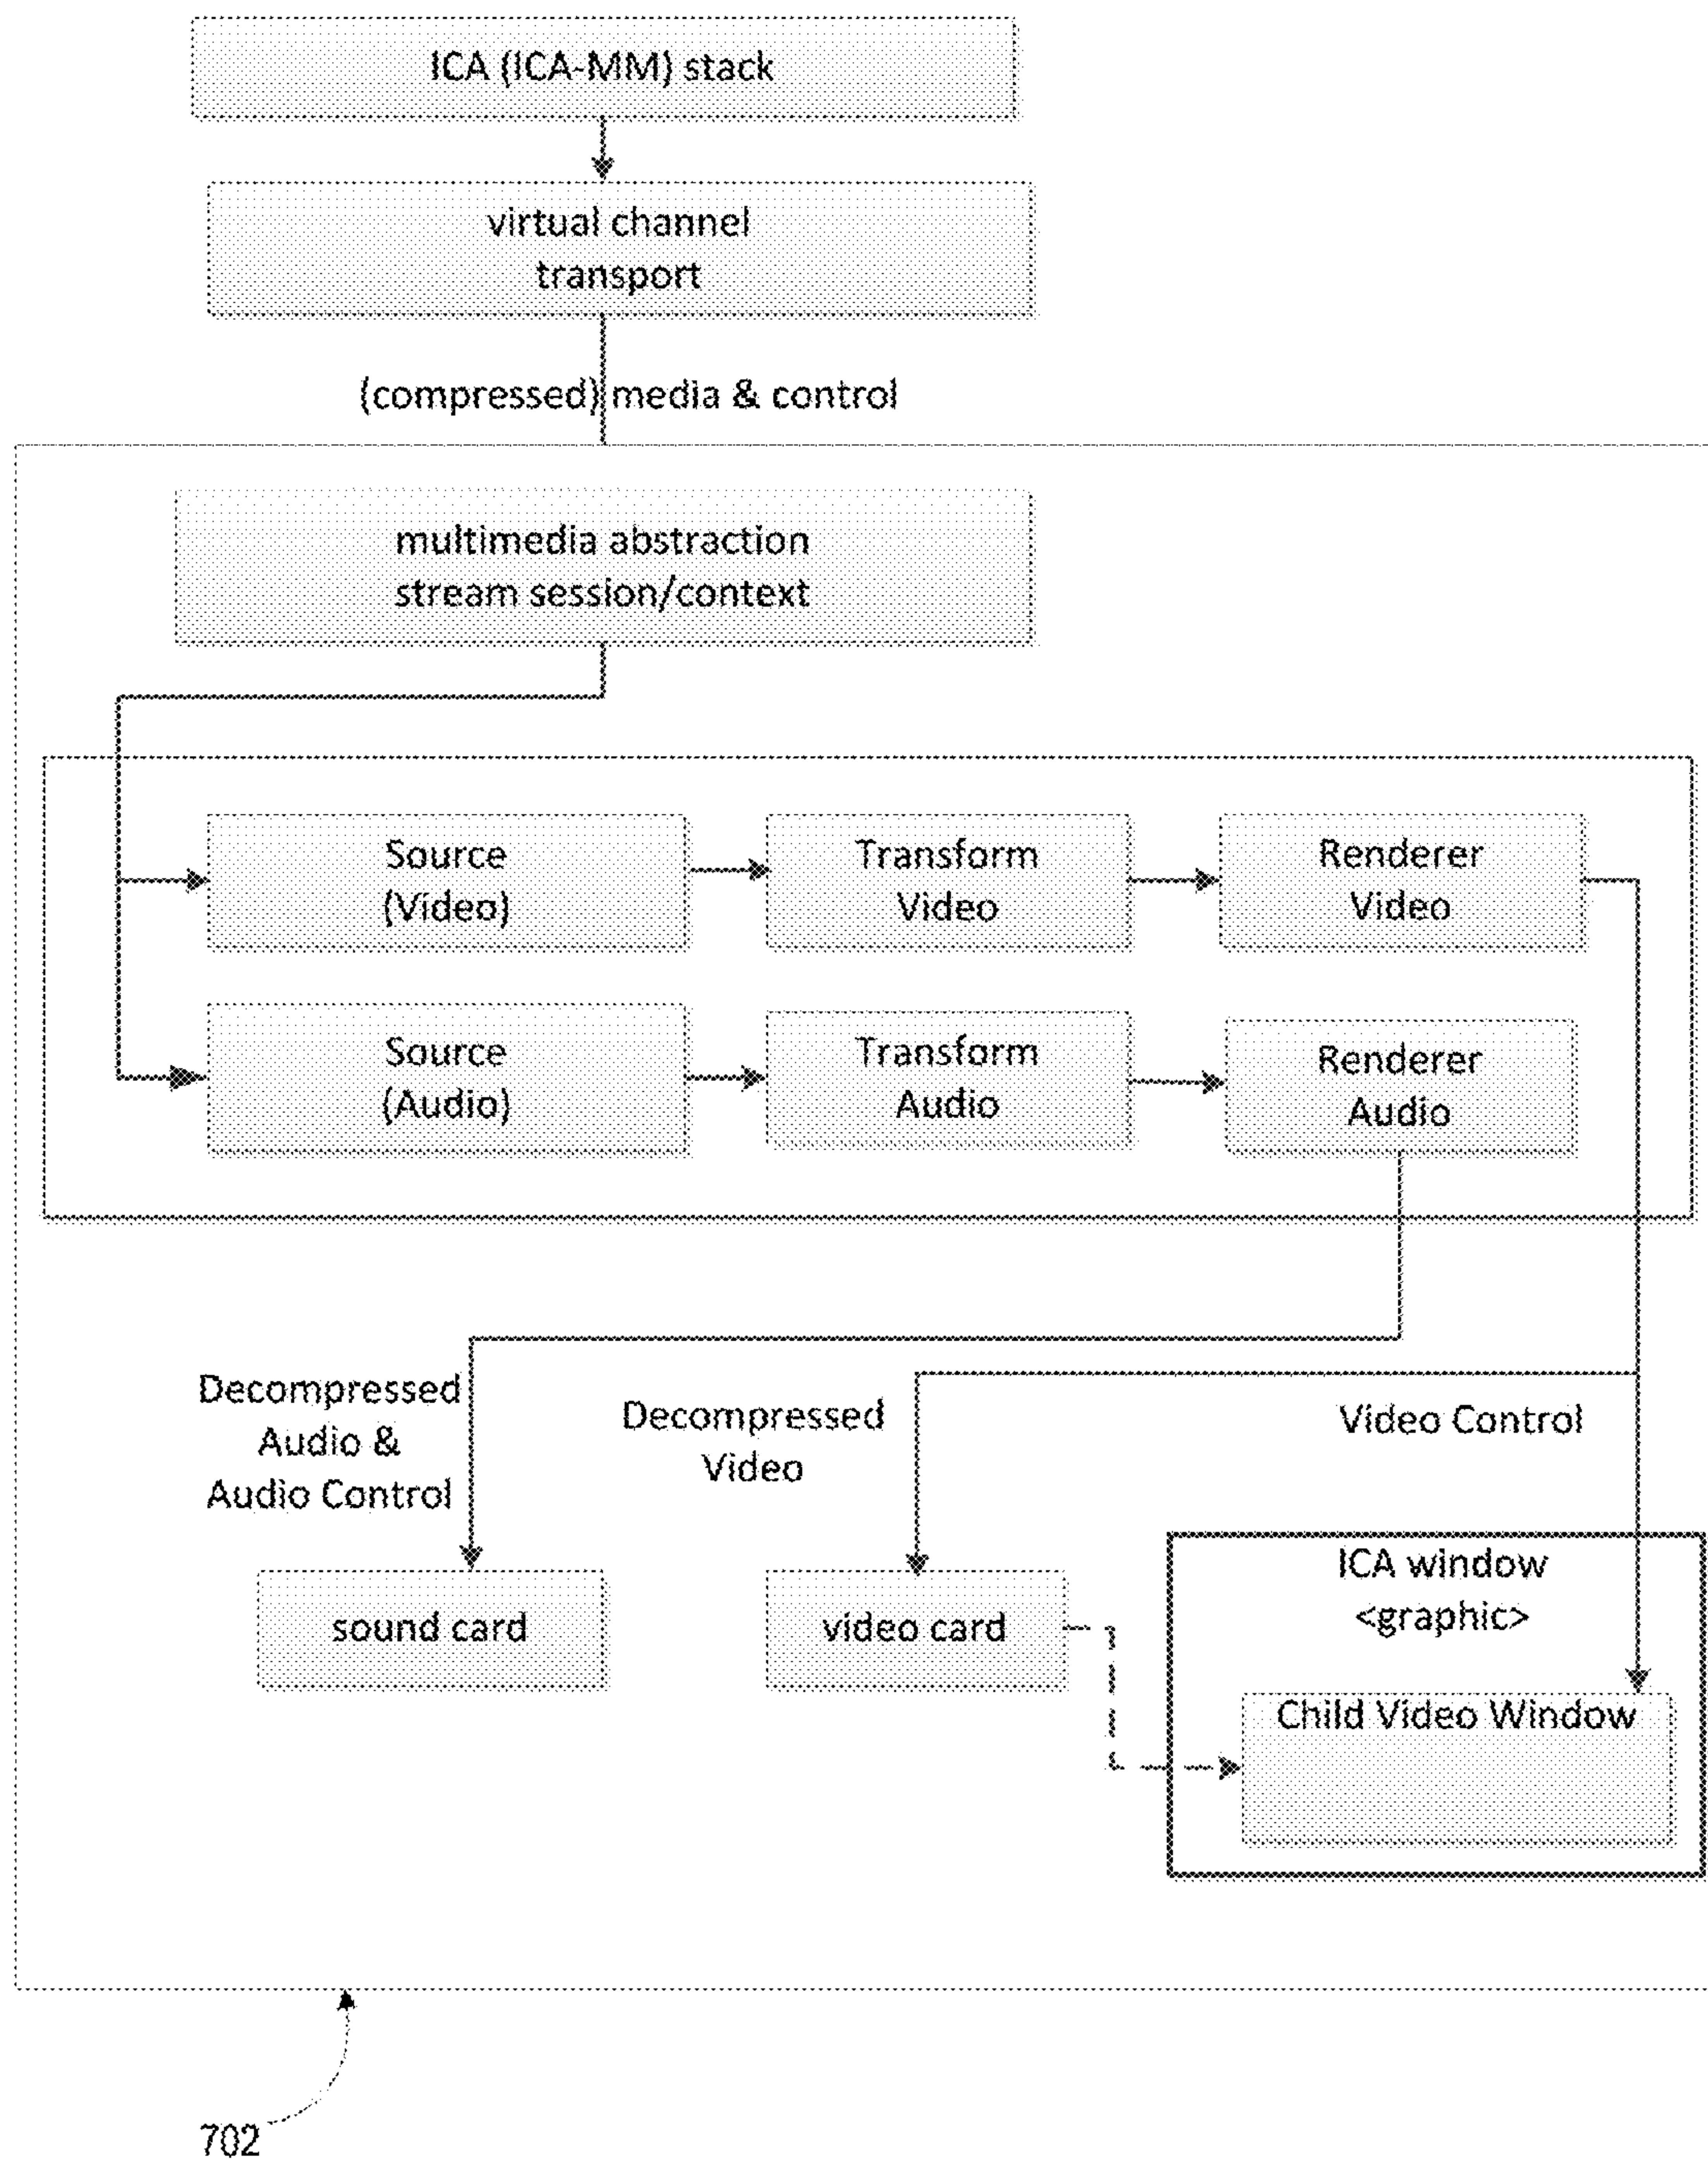 ICA (ICA-MM) stack
virtual channel
transport
(compressed) media & control
multimedia abstraction
stream session/context
Source
(Video)
Transform
Video
Renderer
Video
Source
(Audio)
Transform
Audio
Renderer
Audio
Decompressed
Audio &
Audio Control
Decompressed
Video
Video Control
sound card
video card
ICA window
<graphic>
Child Video Window
702